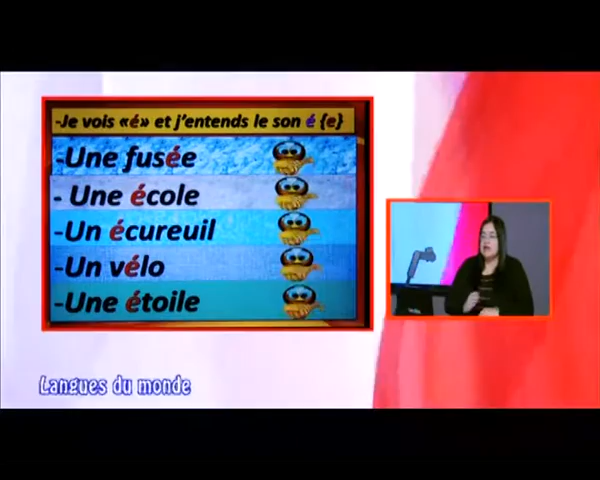 -Je vois «é» et j’entends le son é {e}
-Une fusée
- Une école
-Un écureuil
-Un vélo
-Une étoile
Langues du monde